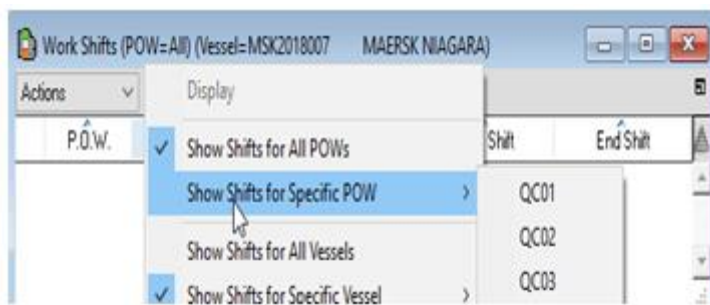 Work Shifts (POW=All) (Vessel=MSK2018007 MAERSK NIAGARA)
Actions
Display
P.O.W.
Shift
End Shift
Show Shifts for All POWs
Show Shifts for Specific POW
QC01
QC02
Show Shifts for All Vessels
QC03
Show Shifts for Specific Vessel